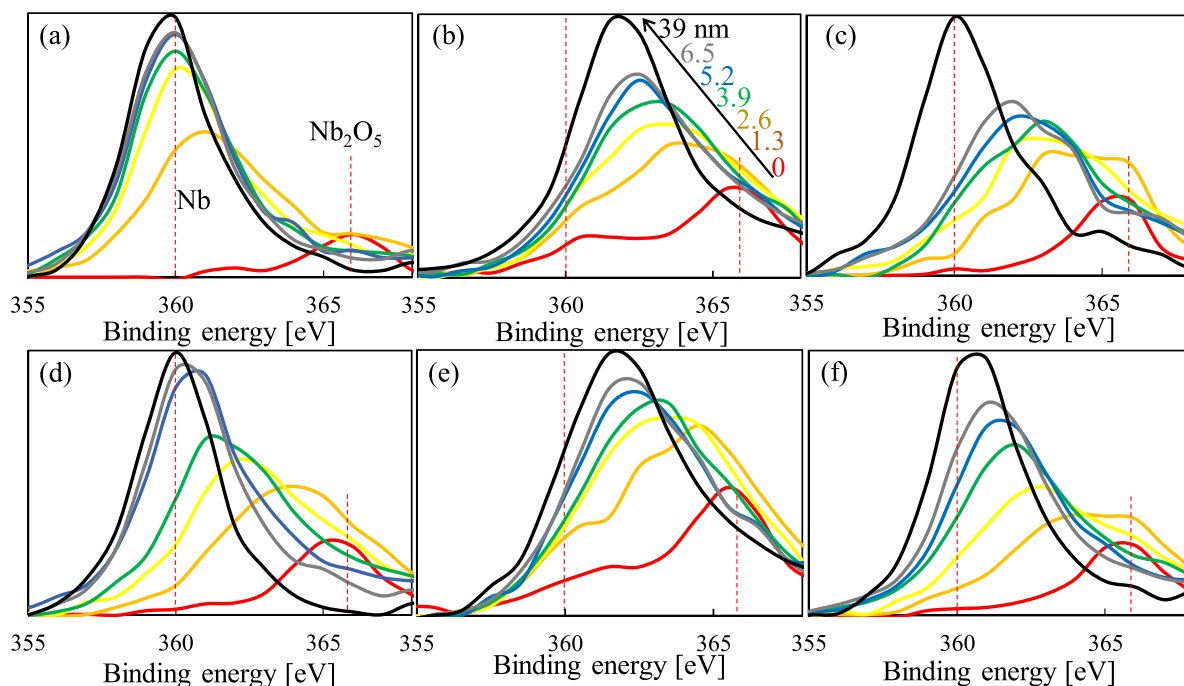 (a)
Nb2O5
Nb
355 360 365
Binding energy [eV]
(b)
39 nm
6.5
5.2
3.9
2.6
1.3
0
355 360 365
Binding energy [eV]
(c)
355 360 365
Binding energy [eV]
(d)
355 360 365
Binding energy [eV]
(e)
355 360 365
Binding energy [eV]
(f)
355 360 365
Binding energy [eV]